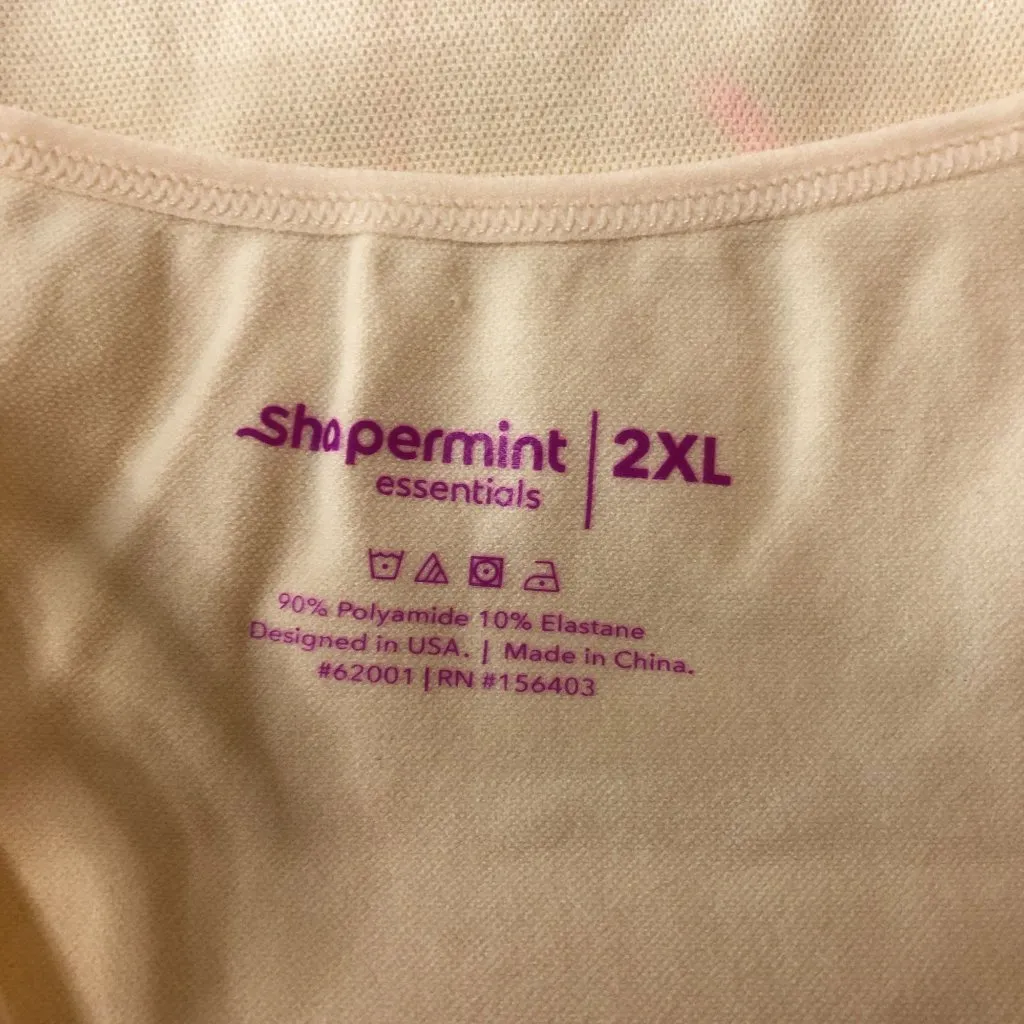 shapermint | 2XL
essentials
90% Polyamide 10% Elastane
Designed in USA. | Made in China.
#62001 | RN #156403